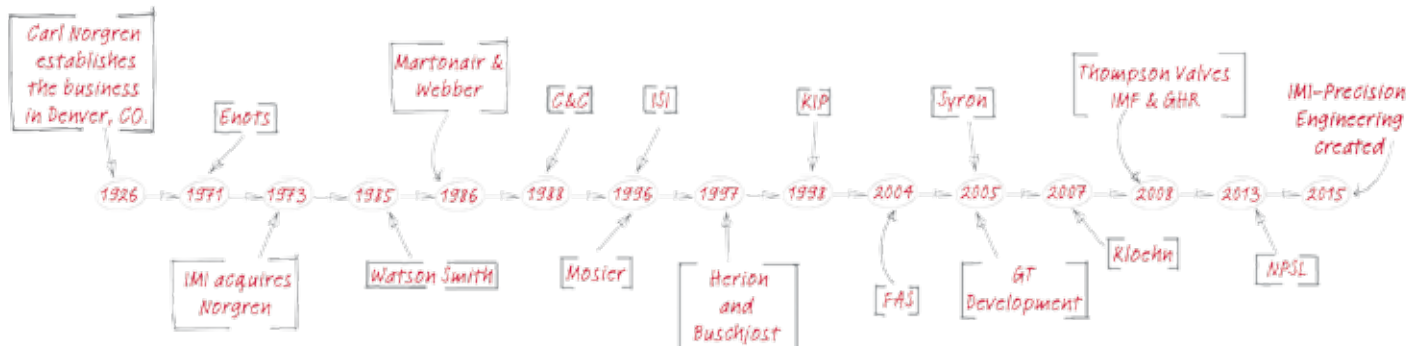 Carl Norgren
establishes
the business
in Denver, CO.
Enots
Martonair &
Webber
C&C
ISI
KIP
Syron
Thompson Valves
IMF & GHR
IMI-Precision
Engineering
created
1926
1971
1973
1985
1986
1988
1996
1997
1998
2004
2005
2007
2008
2013
2015
IMI acquires
Norgren
Watson Smith
Mosier
Herion
and
Buschjost
FAS
GT
Development
Kloehn
NPSL